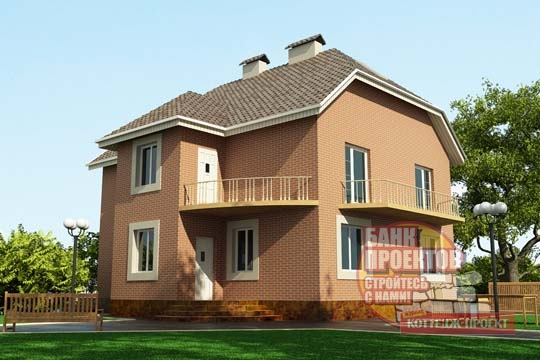 БАНК
ПРОЕКТОВ
СТРОЙТЕСЬ
С НАМИ!
КОТТЕДЖ ПРОЕКТ